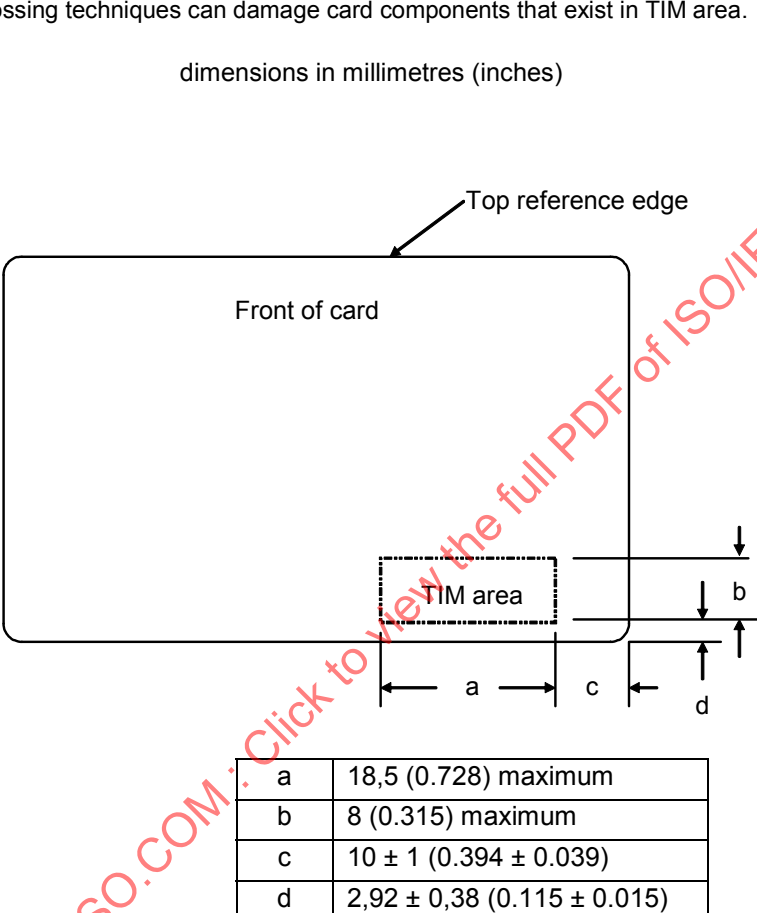 ossing techniques can damage card components that exist in TIM area.
dimensions in millimetres (inches)
Top reference edge
Front of card
TIM area
b
a
c
d
a 18,5 (0.728) maximum
b 8 (0.315) maximum
c 10 ± 1 (0.394 ± 0.039)
d 2,92 ± 0,38 (0.115 ± 0.015)
SO.COM : Click to view the full PDF of ISO/IE